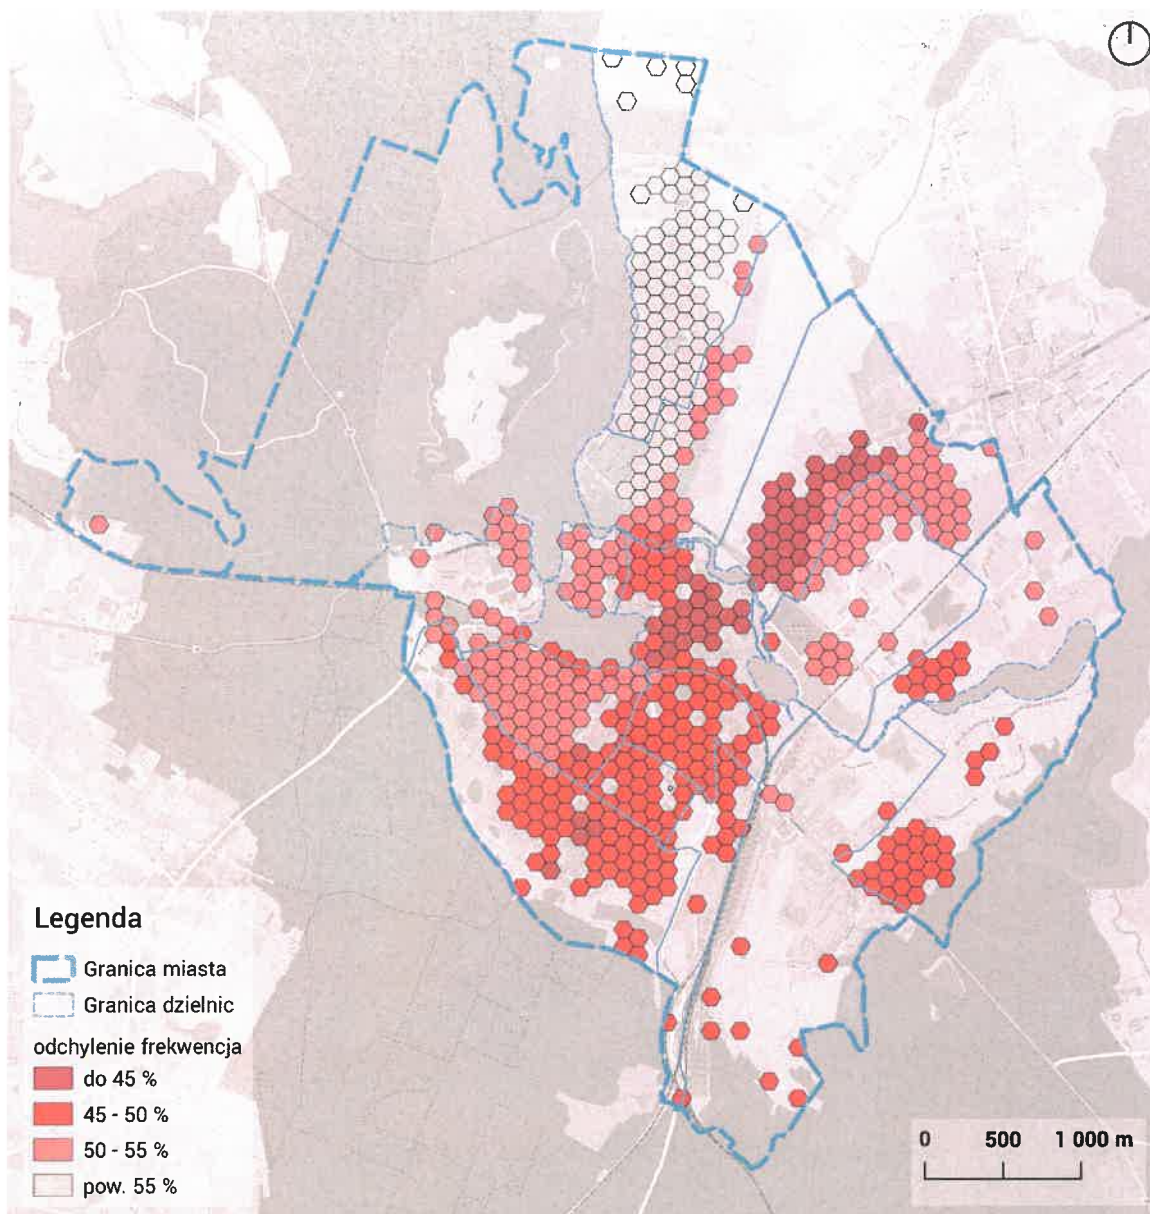 Legenda
Granica miasta
Granica dzielnic
odchylenie frekwencja
do 45 %
45 - 50 %
50 - 55 %
pow. 55 %
0 500 1 000 m